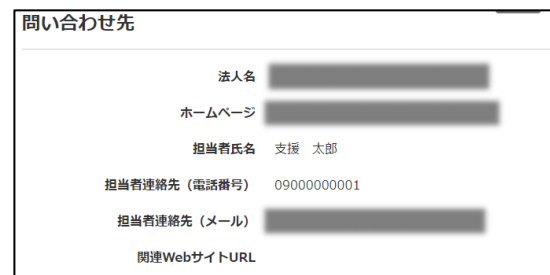 問い合わせ先
法人名
ホームページ
担当者氏名 支援 太郎
担当者連絡先（電話番号） 09000000001
担当者連絡先（メール）
関連WebサイトURL